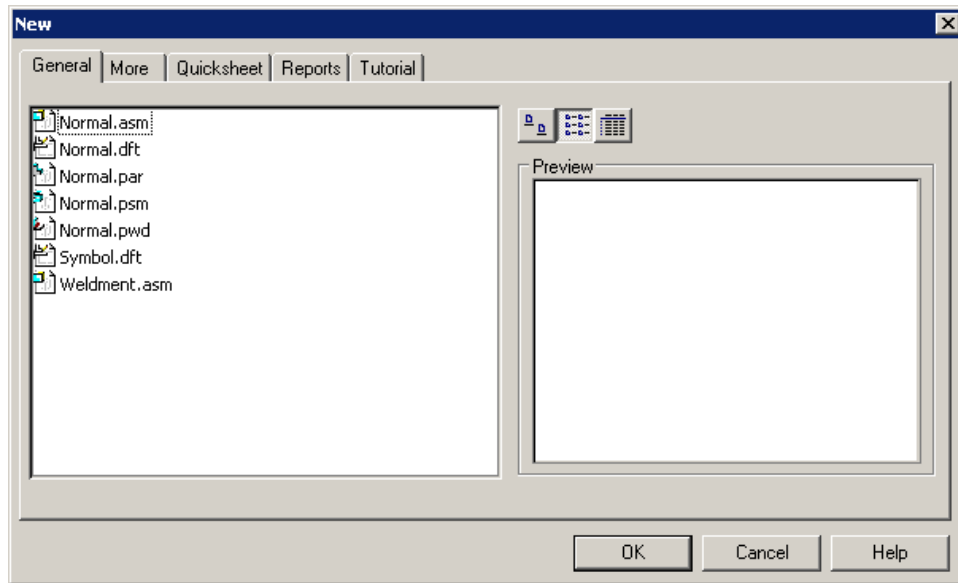 New
General More Quicksheet Reports Tutorial
Normal.asm
Normal.dft
Normal.par
Normal.psm
Normal.pwd
Symbol.dft
Weldment.asm
Preview
OK Cancel Help